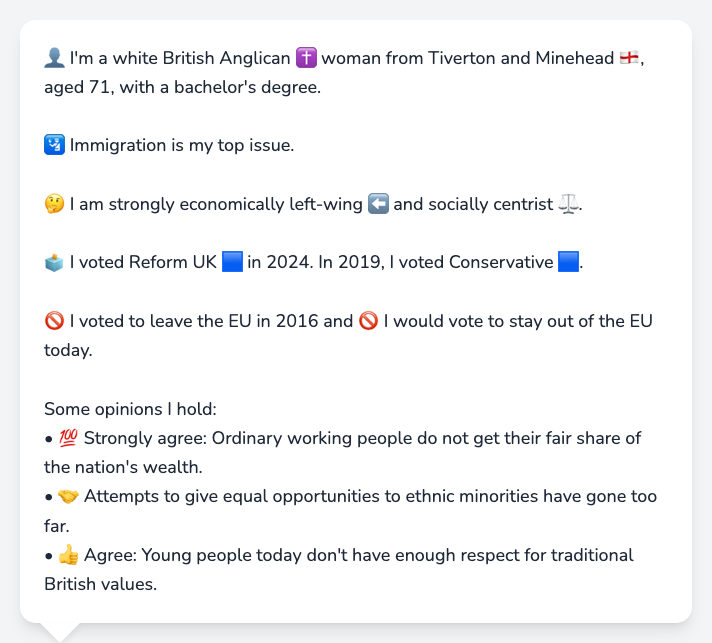 👤 I'm a white British Anglican ✝️ woman from Tiverton and Minehead 🏴󠁧󠁢󠁥󠁮󠁧󠁿,
aged 71, with a bachelor's degree.
🛂 Immigration is my top issue.
🤔 I am strongly economically left-wing ⬅️ and socially centrist ⚖️.
🗳️ I voted Reform UK 🟦 in 2024. In 2019, I voted Conservative 🟦.
🚫 I voted to leave the EU in 2016 and 🚫 I would vote to stay out of the EU
today.
Some opinions I hold:
• 💯 Strongly agree: Ordinary working people do not get their fair share of
the nation's wealth.
• 🤝 Attempts to give equal opportunities to ethnic minorities have gone too
far.
• 👍 Agree: Young people today don't have enough respect for traditional
British values.